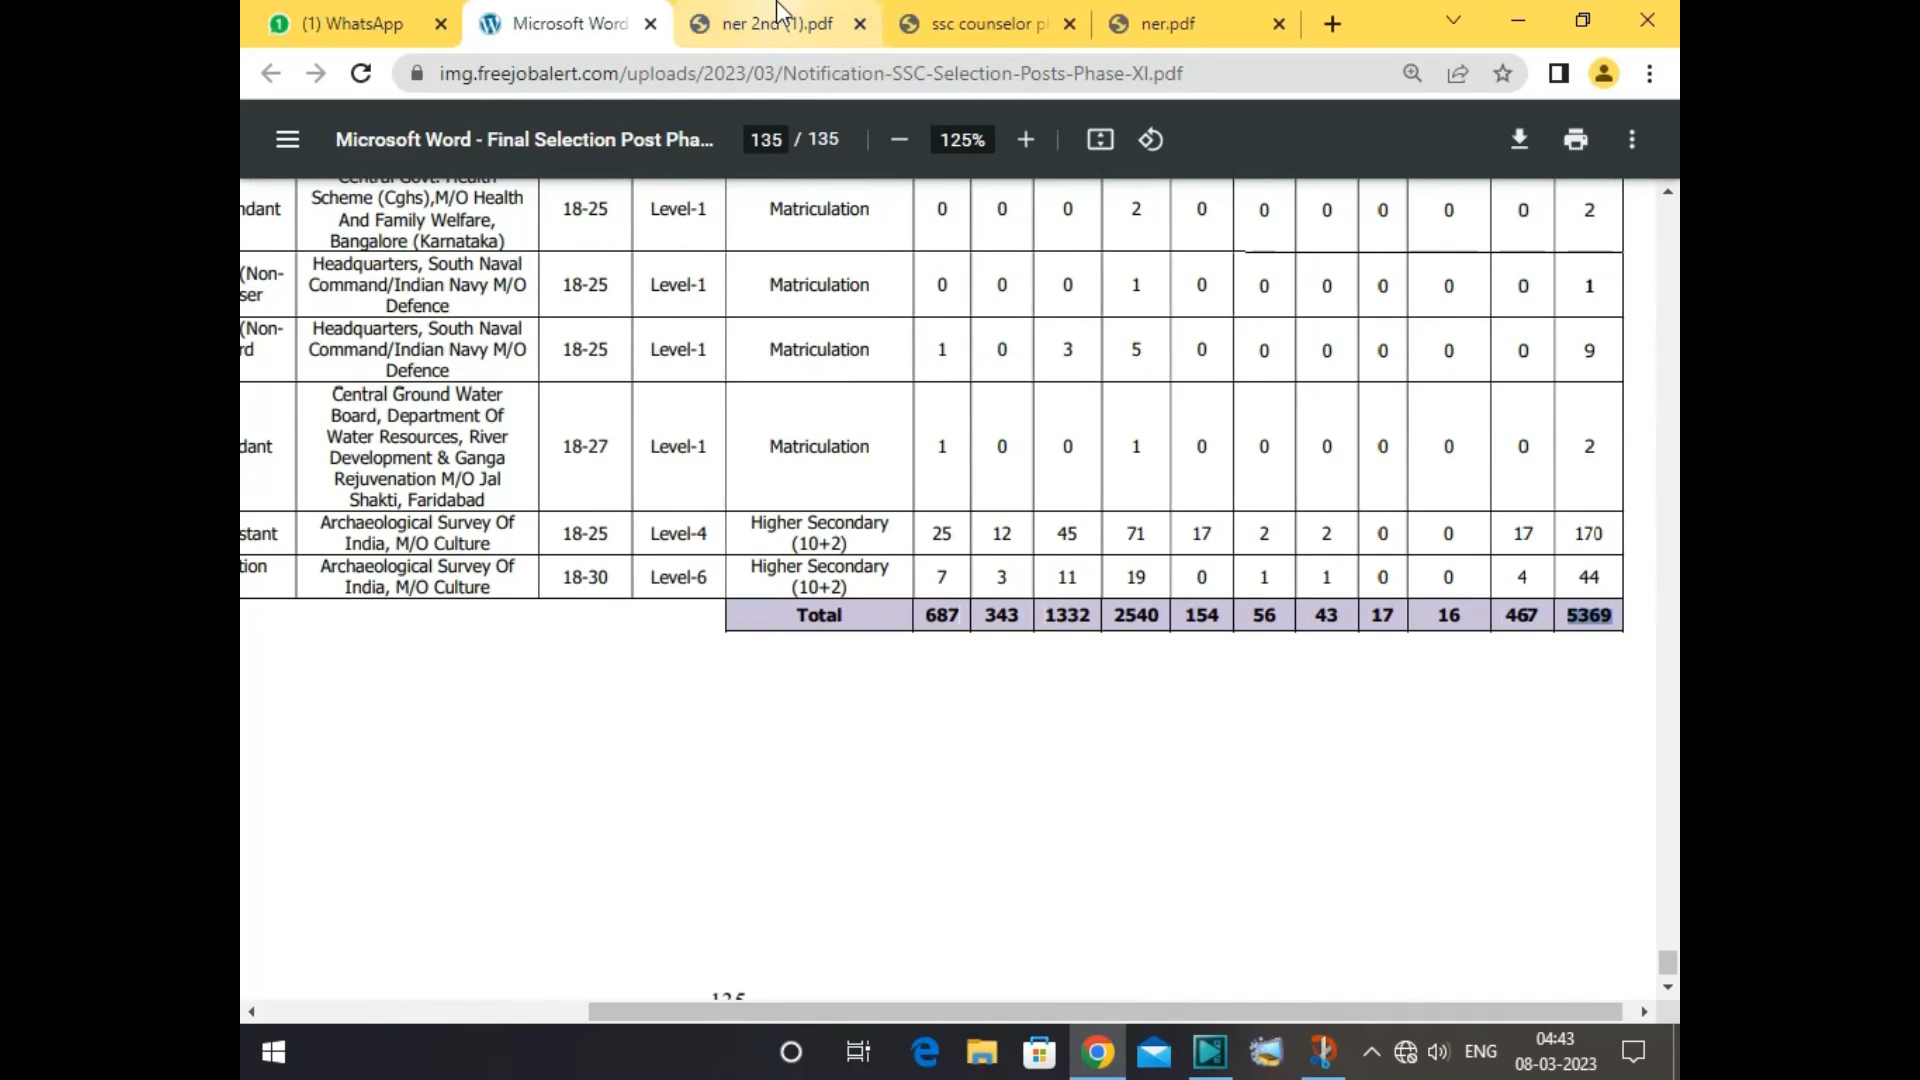 (1) WhatsApp
Microsoft Word
ner 2nd (1).pdf
ssc counselor p
ner.pdf
img.freejobalert.com/uploads/2023/03/Notification-SSC-Selection-Posts-Phase-XI.pdf
Microsoft Word - Final Selection Post Pha...
135 / 135
125%
Central Govt. Health
ndant Scheme (Cghs),M/O Health 18-25 Level-1 Matriculation 0 0 0 2 0 0 0 0 0 0 2
And Family Welfare,
Bangalore (Karnataka)
(Non-
ser
Headquarters, South Naval
Command/Indian Navy M/O 18-25 Level-1 Matriculation 0 0 0 1 0 0 0 0 0 0 1
Defence
(Non-
rd
Headquarters, South Naval
Command/Indian Navy M/O 18-25 Level-1 Matriculation 1 0 3 5 0 0 0 0 0 0 9
Defence
Central Ground Water
Board, Department Of
Water Resources, River
dant Development & Ganga 18-27 Level-1 Matriculation 1 0 0 1 0 0 0 0 0 0 2
Rejuvenation M/O Jal
Shakti, Faridabad
stant Archaeological Survey Of
India, M/O Culture 18-25 Level-4 Higher Secondary
(10+2) 25 12 45 71 17 2 2 0 0 17 170
tion Archaeological Survey Of
India, M/O Culture 18-30 Level-6 Higher Secondary
(10+2) 7 3 11 19 0 1 1 0 0 4 44
Total 687 343 1332 2540 154 56 43 17 16 467 5369
135
ENG
04:43
08-03-2023